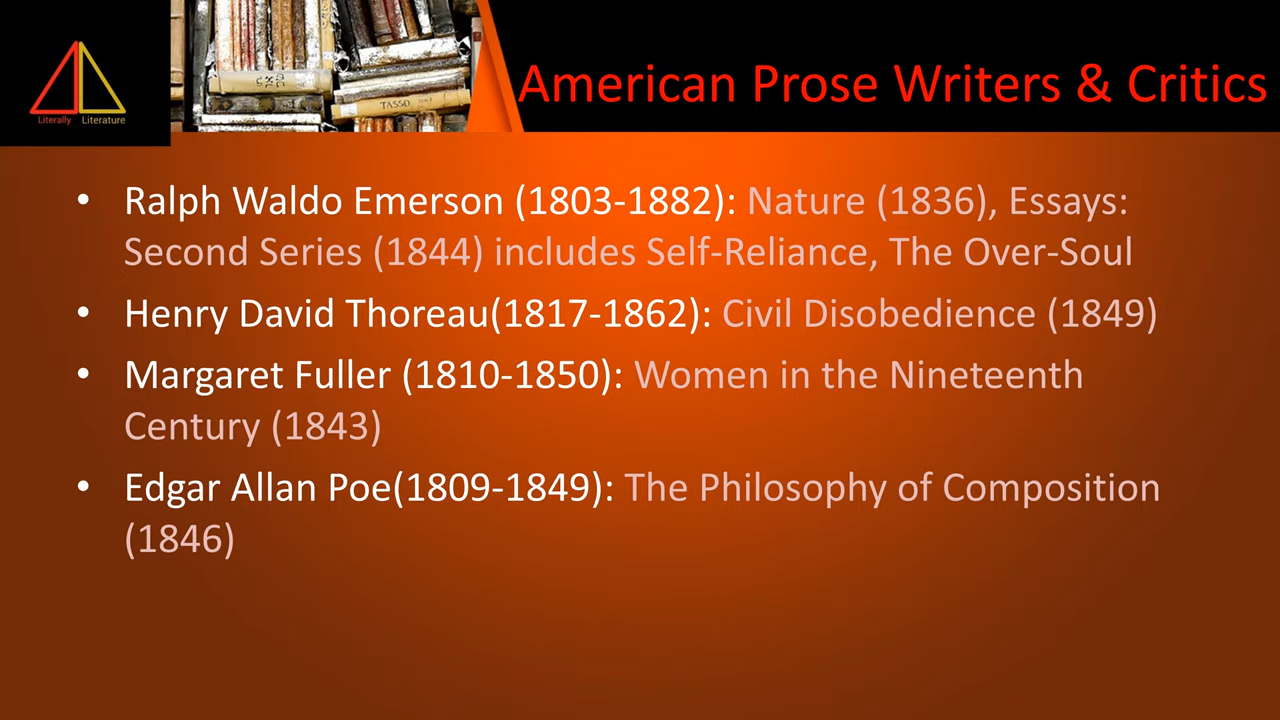 Literally Literature
TASSO
American Prose Writers & Critics
• Ralph Waldo Emerson (1803-1882): Nature (1836), Essays:
Second Series (1844) includes Self-Reliance, The Over-Soul
• Henry David Thoreau(1817-1862): Civil Disobedience (1849)
• Margaret Fuller (1810-1850): Women in the Nineteenth
Century (1843)
• Edgar Allan Poe(1809-1849): The Philosophy of Composition
(1846)